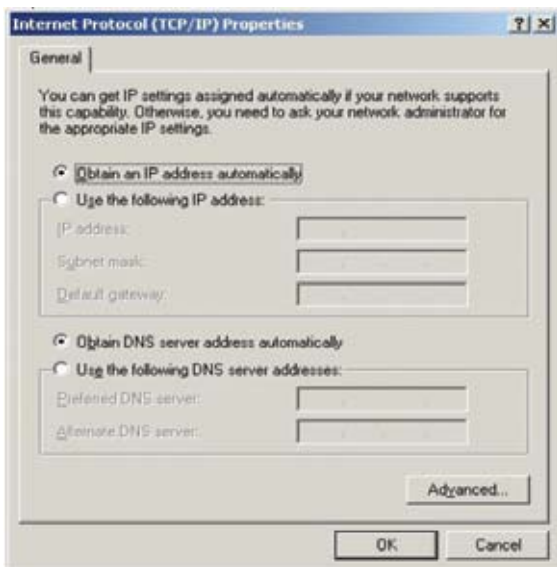 Internet Protocol (TCP/IP) Properties
General
You can get IP settings assigned automatically if your network supports
this capability. Otherwise, you need to ask your network administrator for
the appropriate IP settings.
Obtain an IP address automatically
Use the following IP address:
IP address:
Subnet mask:
Default gateway:
Obtain DNS server address automatically
Use the following DNS server addresses:
Preferred DNS server:
Alternate DNS server:
Advanced...
OK
Cancel